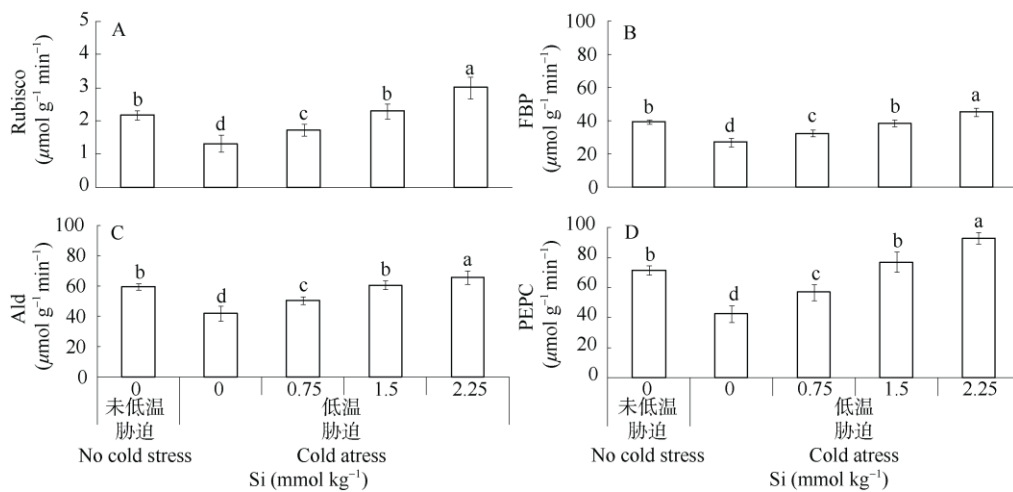 A
Rubisco
(μmol g⁻¹ min⁻¹)
5
4
3
2
1
0
b
d
c
b
a
B
FBP
(μmol g⁻¹ min⁻¹)
100
80
60
40
20
0
b
d
c
b
a
C
Ald
(μmol g⁻¹ min⁻¹)
100
80
60
40
20
0
b
d
c
b
a
0 0 0.75 1.5 2.25
未低温 低温
胁迫 胁迫
No cold stress Cold atress
Si (mmol kg⁻¹)
D
PEPC
(μmol g⁻¹ min⁻¹)
100
80
60
40
20
0
b
d
c
b
a
0 0 0.75 1.5 2.25
未低温 低温
胁迫 胁迫
No cold stress Cold atress
Si (mmol kg⁻¹)